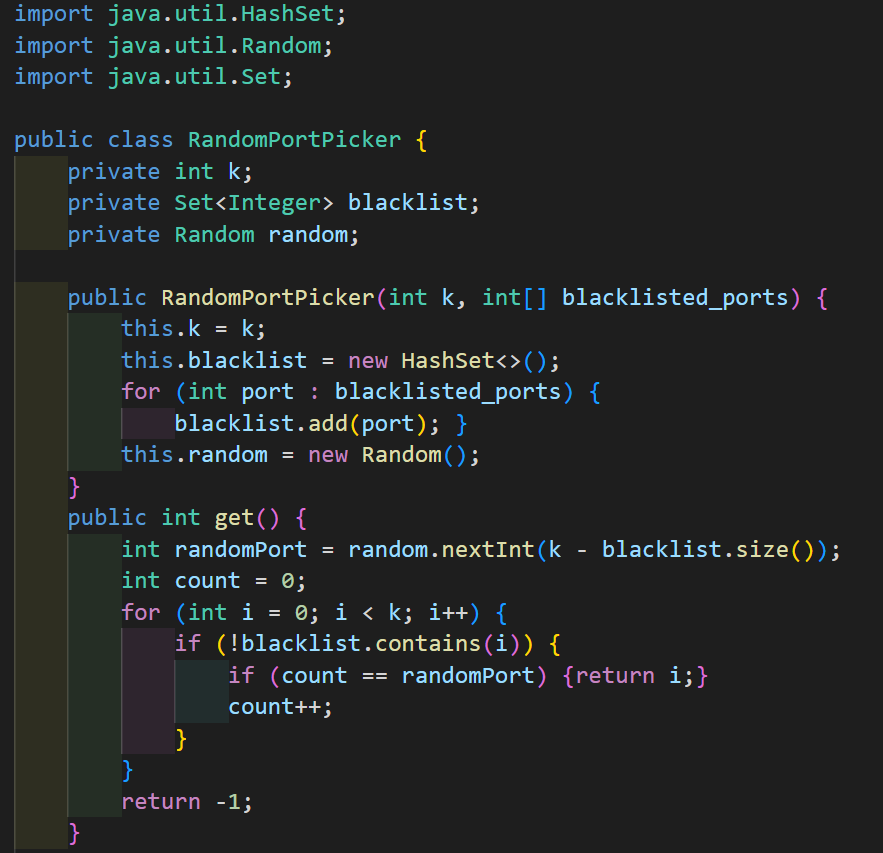 import java.util.HashSet;
import java.util.Random;
import java.util.Set;
public class RandomPortPicker {
private int k;
private Set<Integer> blacklist;
private Random random;
public RandomPortPicker(int k, int[] blacklisted_ports) {
this.k = k;
this.blacklist = new HashSet<>();
for (int port : blacklisted_ports) {
blacklist.add(port); }
this.random = new Random();
}
public int get() {
int randomPort = random.nextInt(k - blacklist.size());
int count = 0;
for (int i = 0; i < k; i++) {
if (!blacklist.contains(i)) {
if (count == randomPort) {return i;}
count++;
}
}
return -1;
}